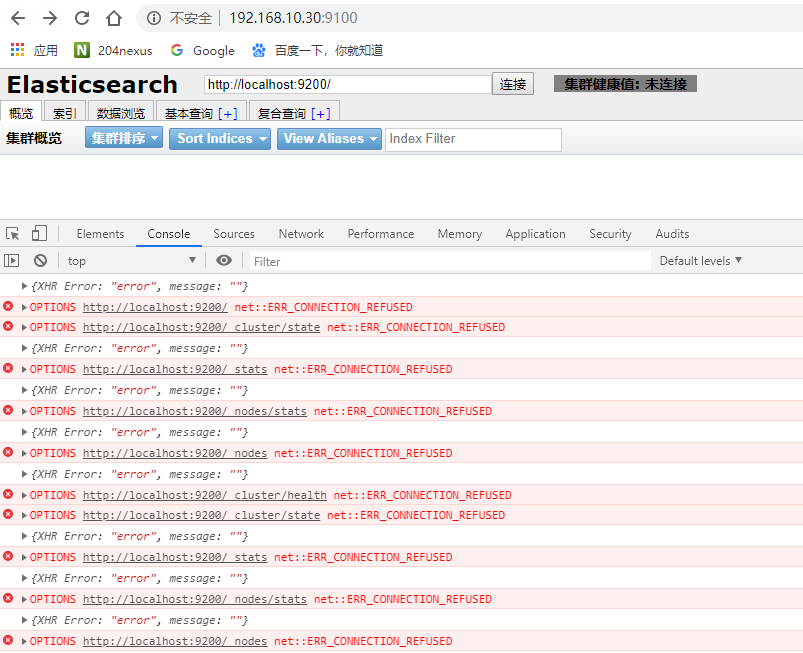 不安全 | 192.168.10.30:9100
应用 204nexus Google 百度一下，你就知道
Elasticsearch http://localhost:9200/ 连接 集群健康值: 未连接
概览 索引 数据浏览 基本查询 [+] 复合查询 [+]
集群概览 集群排序 Sort Indices View Aliases Index Filter
Elements Console Sources Network Performance Memory Application Security Audits
top Filter Default levels
{XHR Error: "error", message: ""}
OPTIONS http://localhost:9200/ net::ERR_CONNECTION_REFUSED
OPTIONS http://localhost:9200/_cluster/state net::ERR_CONNECTION_REFUSED
{XHR Error: "error", message: ""}
OPTIONS http://localhost:9200/_stats net::ERR_CONNECTION_REFUSED
{XHR Error: "error", message: ""}
OPTIONS http://localhost:9200/_nodes/stats net::ERR_CONNECTION_REFUSED
{XHR Error: "error", message: ""}
OPTIONS http://localhost:9200/_nodes net::ERR_CONNECTION_REFUSED
{XHR Error: "error", message: ""}
OPTIONS http://localhost:9200/_cluster/health net::ERR_CONNECTION_REFUSED
OPTIONS http://localhost:9200/_cluster/state net::ERR_CONNECTION_REFUSED
{XHR Error: "error", message: ""}
OPTIONS http://localhost:9200/_stats net::ERR_CONNECTION_REFUSED
{XHR Error: "error", message: ""}
OPTIONS http://localhost:9200/_nodes/stats net::ERR_CONNECTION_REFUSED
{XHR Error: "error", message: ""}
OPTIONS http://localhost:9200/_nodes net::ERR_CONNECTION_REFUSED